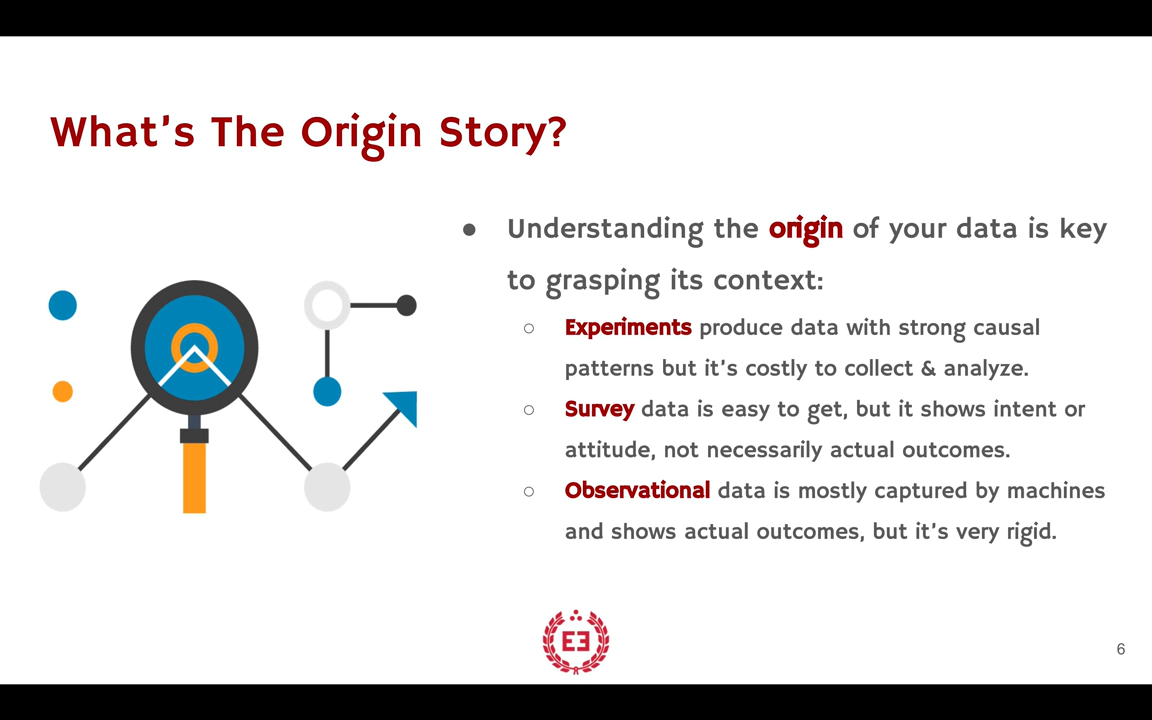 What's The Origin Story?
● Understanding the origin of your data is key
to grasping its context:
○ Experiments produce data with strong causal
patterns but it's costly to collect & analyze.
○ Survey data is easy to get, but it shows intent or
attitude, not necessarily actual outcomes.
○ Observational data is mostly captured by machines
and shows actual outcomes, but it's very rigid.
EE
6